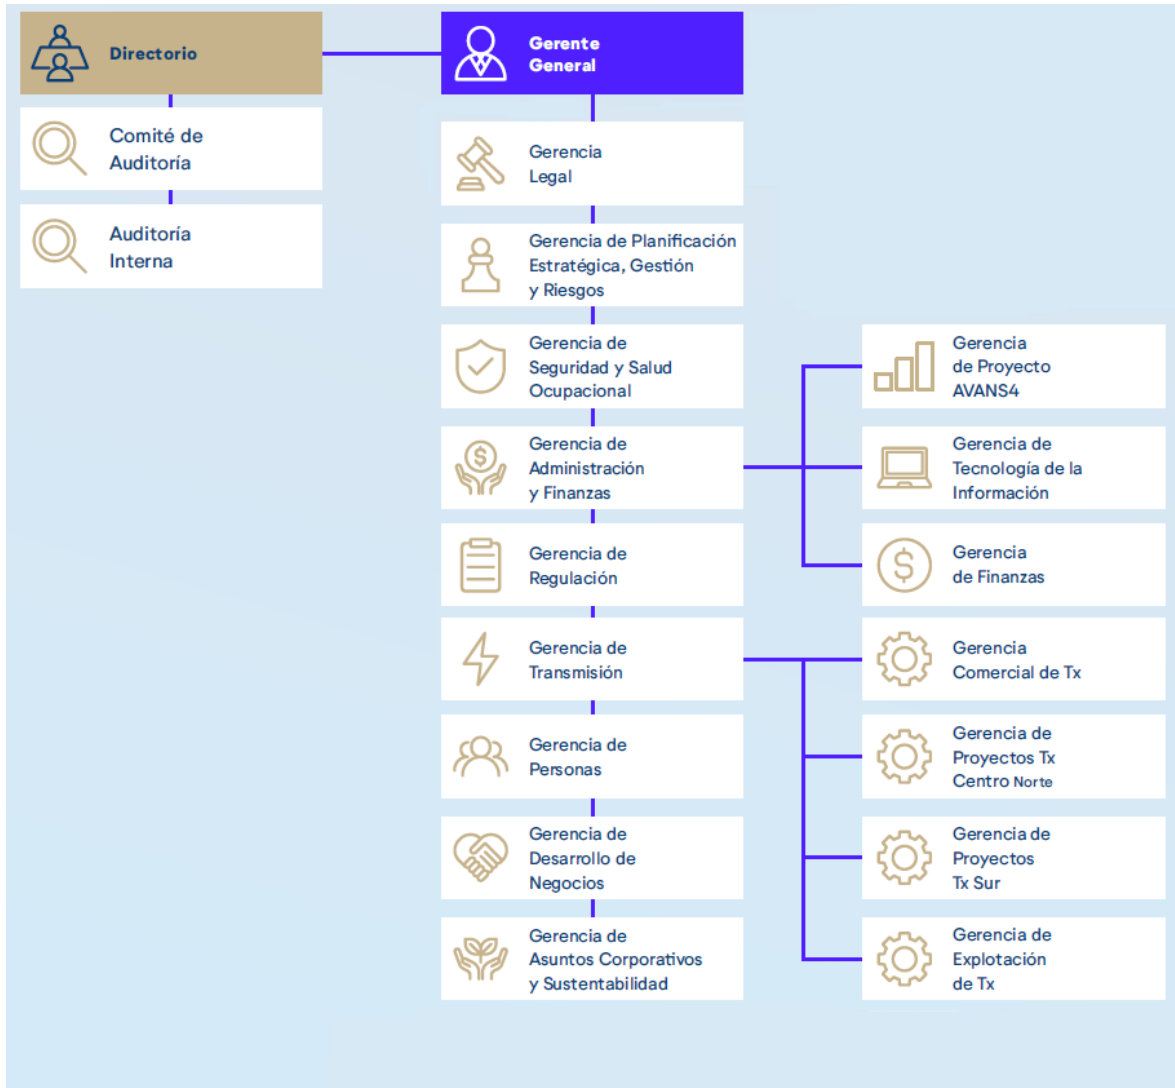 Directorio
Comité de
Auditoría
Auditoría
Interna
Gerente
General
Gerencia
Legal
Gerencia de Planificación
Estratégica, Gestión
y Riesgos
Gerencia de
Seguridad y Salud
Ocupacional
Gerencia de
Administración
y Finanzas
Gerencia de
Regulación
Gerencia de
Transmisión
Gerencia de
Personas
Gerencia de
Desarrollo de
Negocios
Gerencia de
Asuntos Corporativos
y Sustentabilidad
Gerencia
de Proyecto
AVANS4
Gerencia de
Tecnología de la
Información
Gerencia
de Finanzas
Gerencia
Comercial de Tx
Gerencia de
Proyectos Tx
Centro Norte
Gerencia de
Proyectos
Tx Sur
Gerencia de
Explotación
de Tx